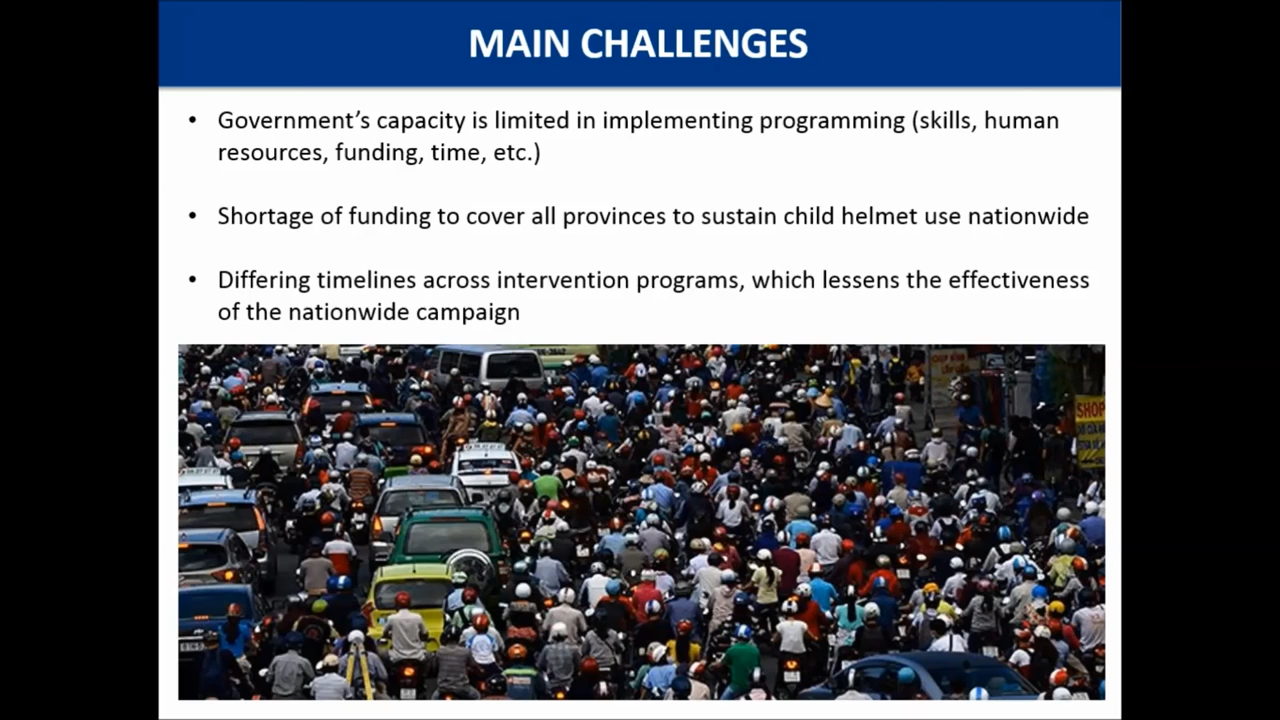 MAIN CHALLENGES
• Government’s capacity is limited in implementing programming (skills, human
resources, funding, time, etc.)
• Shortage of funding to cover all provinces to sustain child helmet use nationwide
• Differing timelines across intervention programs, which lessens the effectiveness
of the nationwide campaign
SHOP